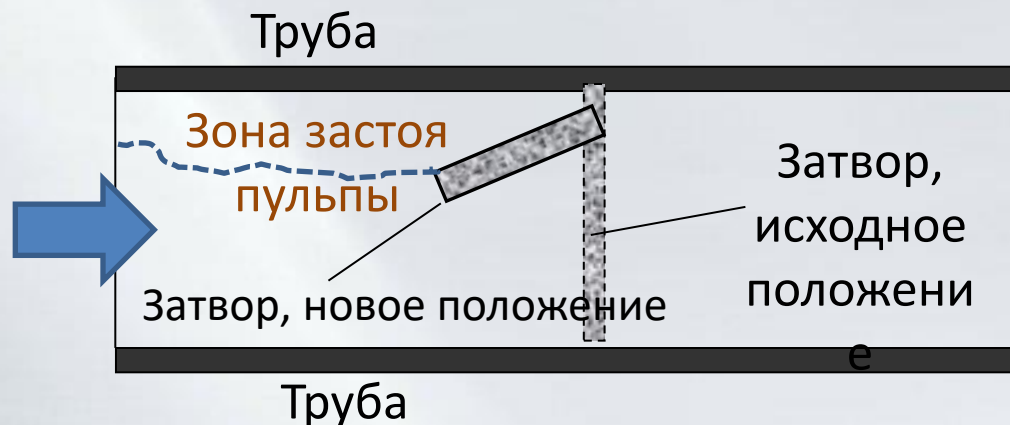 Труба
Зона застоя
пульпы
Затвор,
исходное
положени
е
Затвор, новое положение
Труба